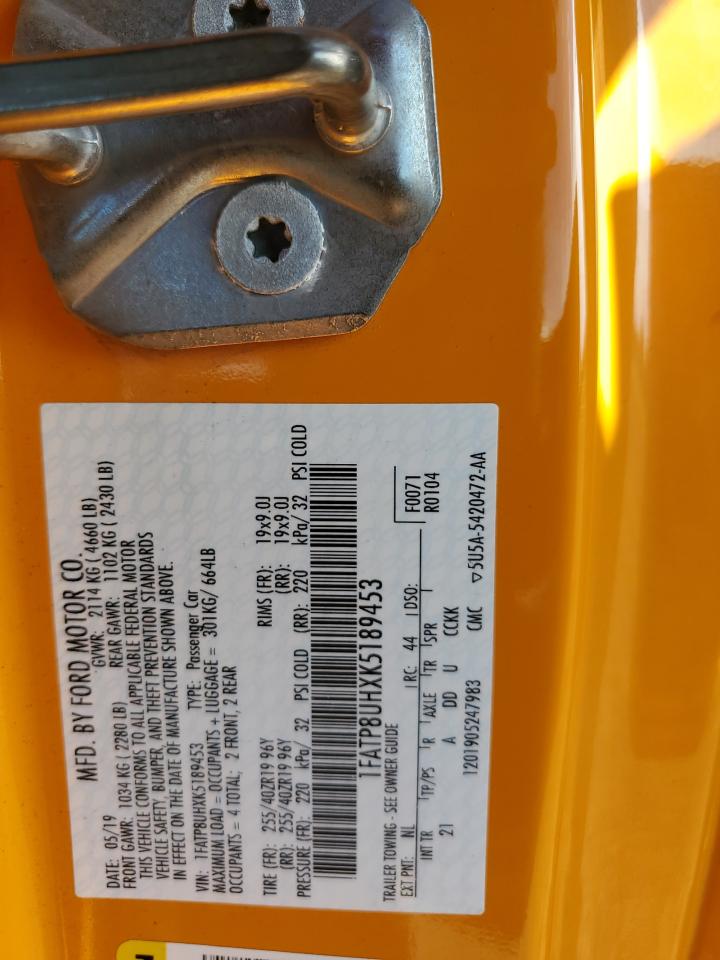 MFD. BY FORD MOTOR CO.
DATE: 05/19 GVWR: 2114 KG ( 4660 LB)
FRONT GAWR: 1034 KG ( 2280 LB) REAR GAWR: 1102 KG ( 2430 LB)
THIS VEHICLE CONFORMS TO ALL APPLICABLE FEDERAL MOTOR
VEHICLE SAFETY, BUMPER, AND THEFT PREVENTION STANDARDS
IN EFFECT ON THE DATE OF MANUFACTURE SHOWN ABOVE.
VIN: 1FATP8UHXK5189453 TYPE: Passenger Car
MAXIMUM LOAD = OCCUPANTS + LUGGAGE = 301KG/ 664LB
OCCUPANTS = 4 TOTAL; 2 FRONT, 2 REAR
TIRE (FR): 255/40ZR19 96Y RIMS (FR): 19x9.0J
(RR): 255/40ZR19 96Y (RR): 19x9.0J
PRESSURE (FR): 220 kPa/ 32 PSI COLD (RR): 220 kPa/ 32 PSI COLD
1FATP8UHXK5189453
TRAILER TOWING - SEE OWNER GUIDE F0071
EXT PNT: NL RC: 44 DSO: R0104
INT TR TP/PS R AXLE TR SPR
21 A DD U CCKK
1201905247983 CMC ▽5U5A-5420472-AA